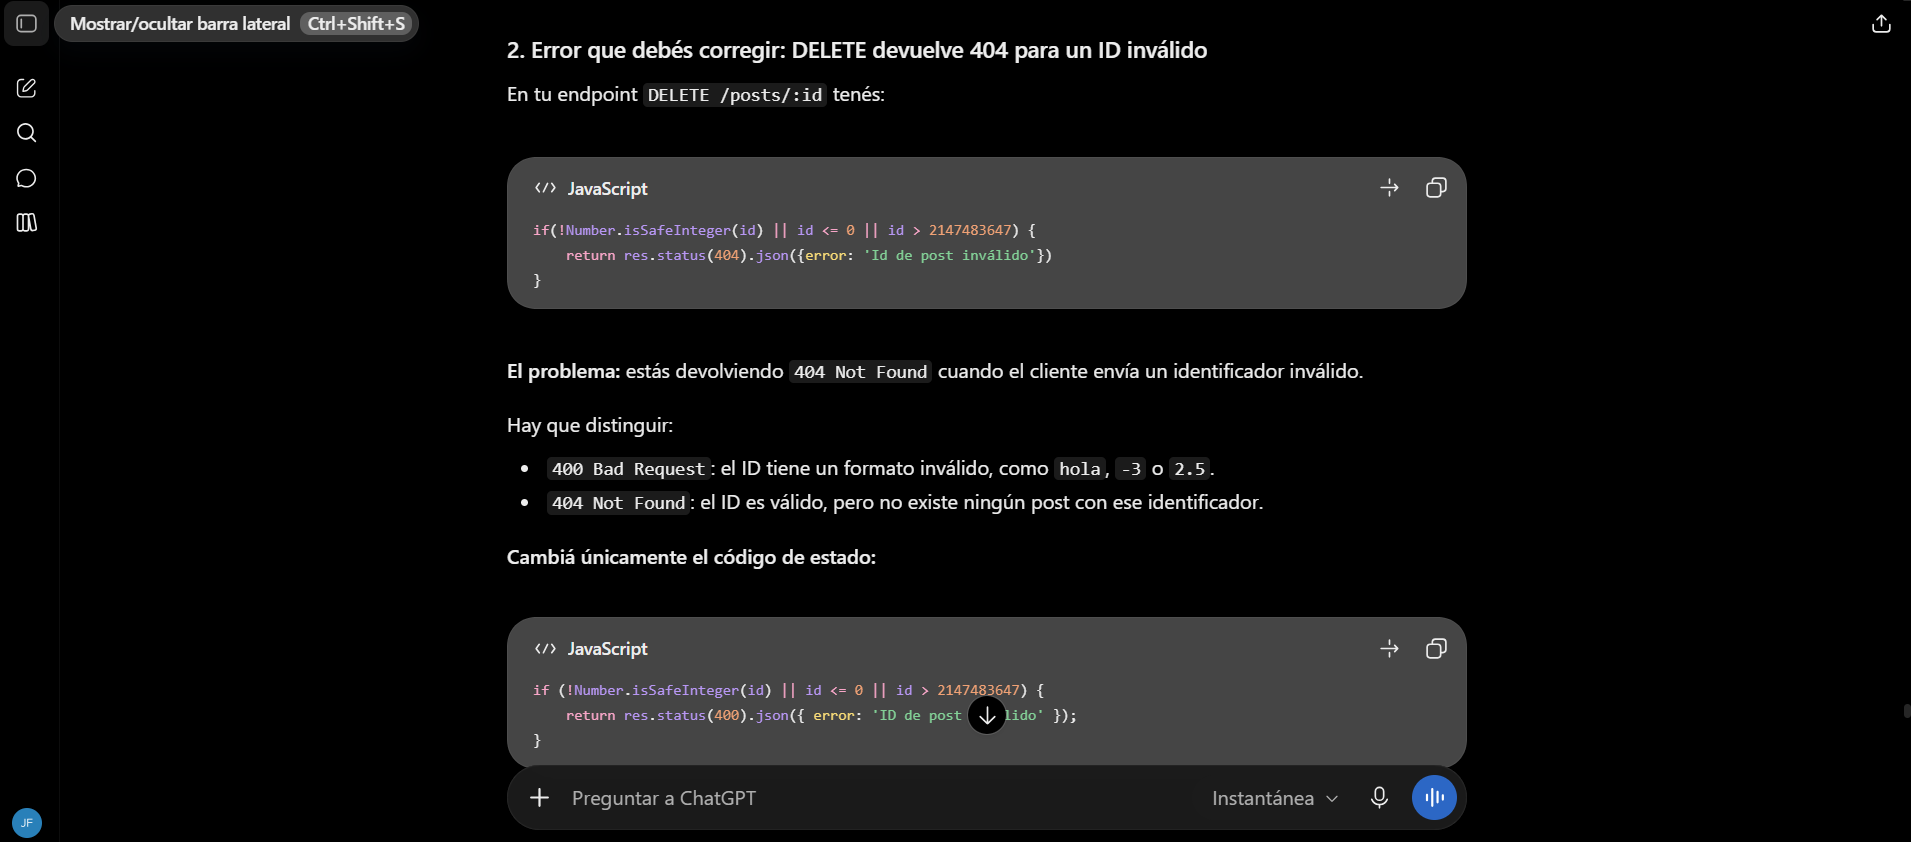 Mostrar/ocultar barra lateral Ctrl+Shift+S
2. Error que debés corregir: DELETE devuelve 404 para un ID inválido
En tu endpoint DELETE /posts/:id tenés:
</> JavaScript
if(!Number.isSafeInteger(id) || id <= 0 || id > 2147483647) {
return res.status(404).json({error: 'Id de post inválido'})
}
El problema: estás devolviendo 404 Not Found cuando el cliente envía un identificador inválido.
Hay que distinguir:
• 400 Bad Request: el ID tiene un formato inválido, como hola, -3 o 2.5.
• 404 Not Found: el ID es válido, pero no existe ningún post con ese identificador.
Cambiá únicamente el código de estado:
</> JavaScript
if (!Number.isSafeInteger(id) || id <= 0 || id > 2147483647) {
return res.status(400).json({ error: 'ID de post lido' });
}
Preguntar a ChatGPT
Instantánea
JF